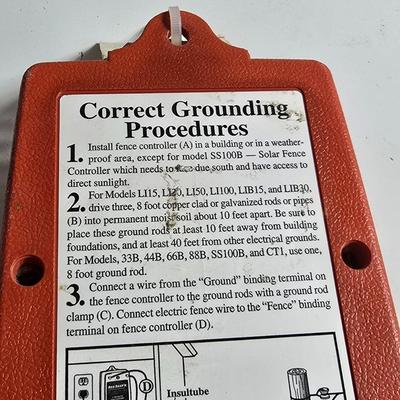 Correct Grounding
Procedures
1. Install fence controller (A) in a building or in a weather-
proof area, except for model SS100B — Solar Fence
Controller which needs to face due south and have access to
direct sunlight.
2. For Models LI15, LI20, LI50, LI100, LIB15, and LIB30,
drive three, 8 foot copper clad or galvanized rods or pipes
(B) into permanent moist soil about 10 feet apart. Be sure to
place these ground rods at least 10 feet away from building
foundations, and at least 40 feet from other electrical grounds.
For Models, 33B, 44B, 66B, 88B, SS100B, and CT1, use one,
8 foot ground rod.
3. Connect a wire from the “Ground” binding terminal on
the fence controller to the ground rods with a ground rod
clamp (C). Connect electric fence wire to the “Fence” binding
terminal on fence controller (D).
D
Insultube